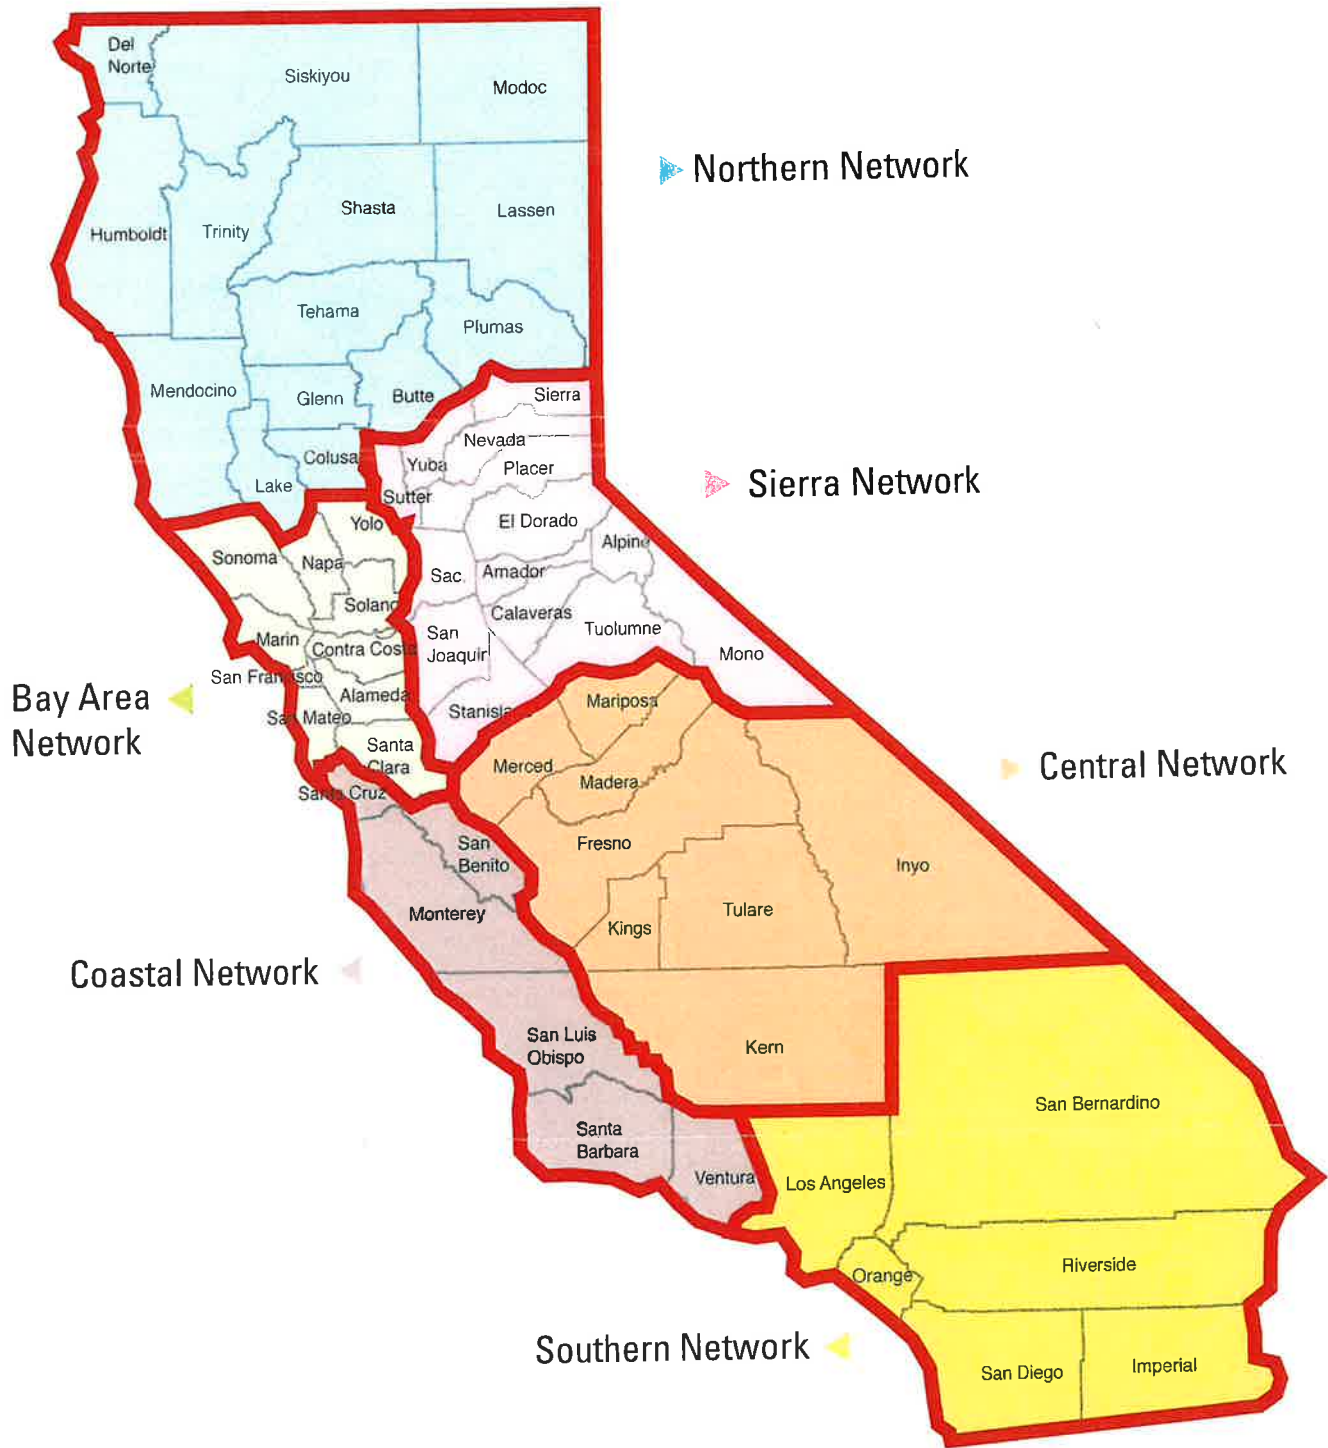 Del
Norte
Siskiyou
Modoc
Northern Network
Shasta
Lassen
Humboldt
Trinity
Tehama
Plumas
Mendocino
Glenn
Butte
Sierra
Nevada
Colusa
Yuba
Placer
Lake
Sutter
Sierra Network
Yolo
El Dorado
Sonoma
Napa
Alpine
Sac.
Amador
Solano
Calaveras
Marin
Contra Costa
San
Joaquin
Tuolumne
Mono
San Francisco
Alameda
Bay Area
Network
San Mateo
Stanisla
Mariposa
Santa
Clara
Merced
Madera
Central Network
Santa Cruz
San
Benito
Fresno
Inyo
Monterey
Kings
Tulare
Coastal Network
San Luis
Obispo
Kern
San Bernardino
Santa
Barbara
Ventura
Los Angeles
Orange
Riverside
Southern Network
San Diego
Imperial